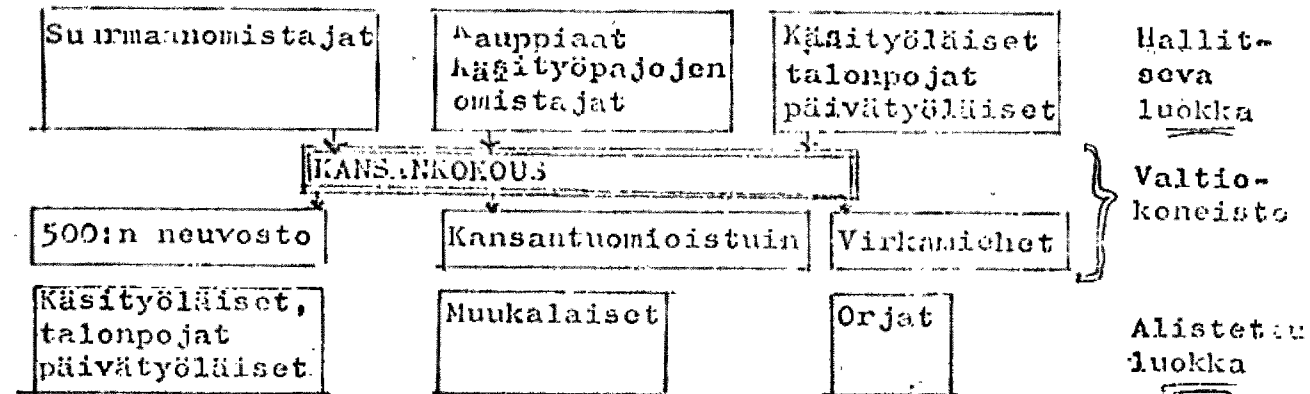 Suurmaanomistajat
Kauppiaat
käsityöpajojen
omistajat
Käsityöläiset
talonpojat
päivätyöläiset
Hallit-
seva
luokka
KANSANKOKOUS
Valtio-
koneisto
500:n neuvosto
Kansantuomioistuin
Virkamiehet
Käsityöläiset,
talonpojat
päivätyöläiset
Muukalaiset
Orjat
Alistettu
luokka